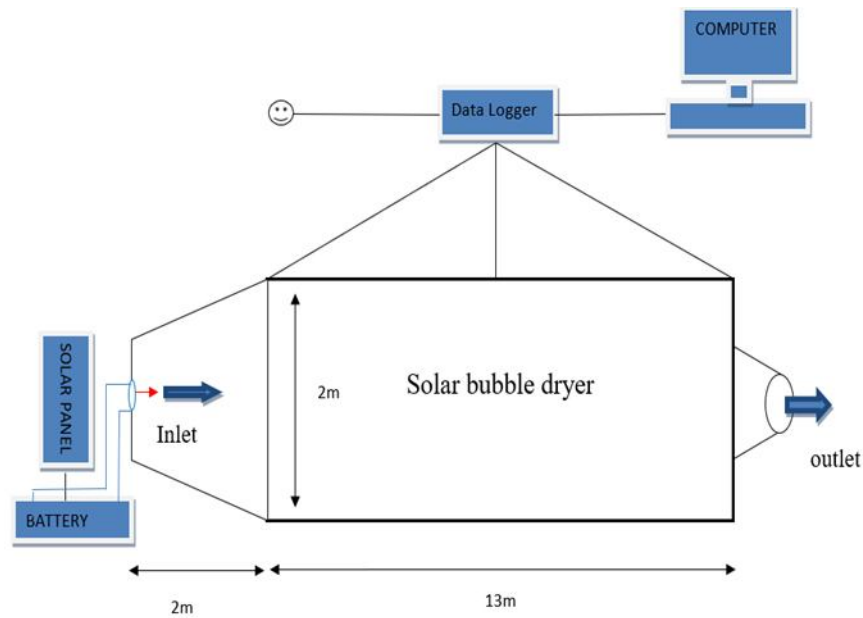 COMPUTER
Data Logger
SOLAR PANEL
2m
Solar bubble dryer
Inlet
outlet
BATTERY
2m
13m